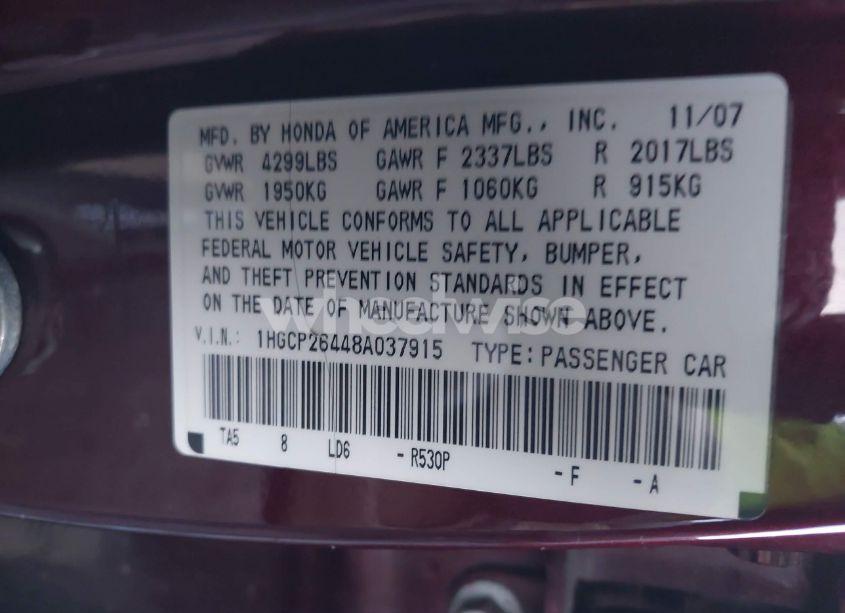 MFD. BY HONDA OF AMERICA MFG., INC. 11/07
GVWR 4299LBS GAWR F 2337LBS R 2017LBS
GVWR 1950KG GAWR F 1060KG R 915KG
THIS VEHICLE CONFORMS TO ALL APPLICABLE
FEDERAL MOTOR VEHICLE SAFETY, BUMPER,
AND THEFT PREVENTION STANDARDS IN EFFECT
ON THE DATE OF MANUFACTURE SHOWN ABOVE.
wheelwise
V.I.N.: 1HGCP26448A037915 TYPE: PASSENGER CAR
TA5 8 LD6 - R530P - F - A